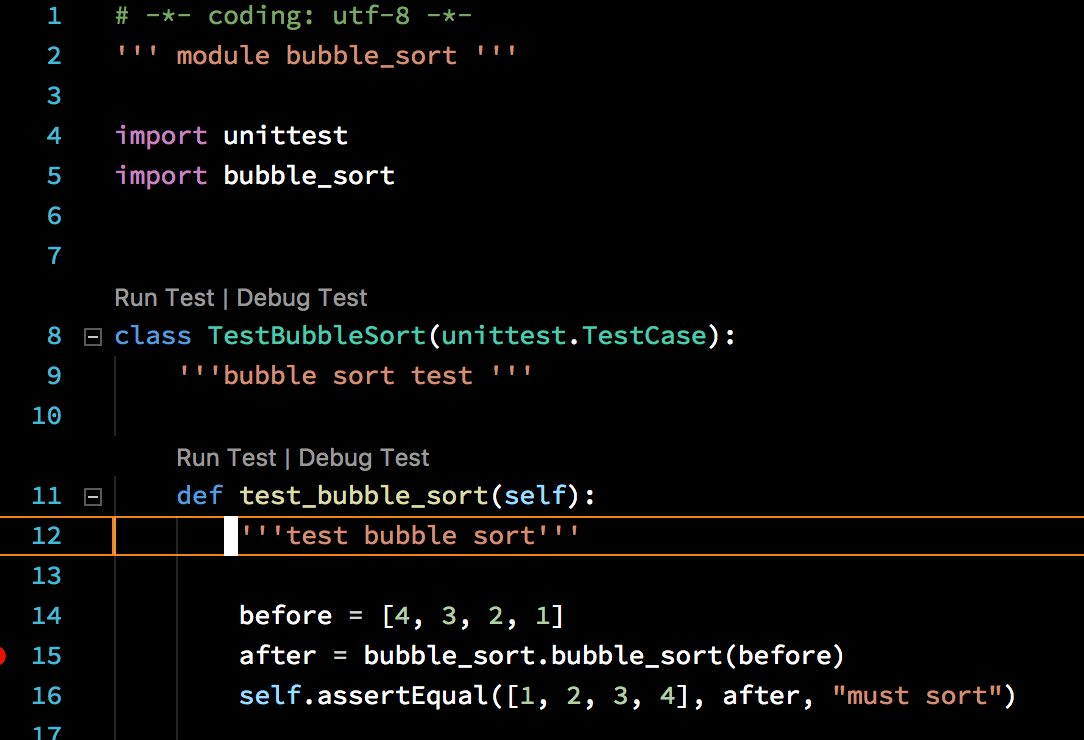 1 # -*- coding: utf-8 -*-
2 ''' module bubble_sort '''
3
4 import unittest
5 import bubble_sort
6
7
Run Test | Debug Test
8 class TestBubbleSort(unittest.TestCase):
9 '''bubble sort test '''
10
Run Test | Debug Test
11 def test_bubble_sort(self):
12 '''test bubble sort'''
13
14 before = [4, 3, 2, 1]
15 after = bubble_sort.bubble_sort(before)
16 self.assertEqual([1, 2, 3, 4], after, "must sort")
17